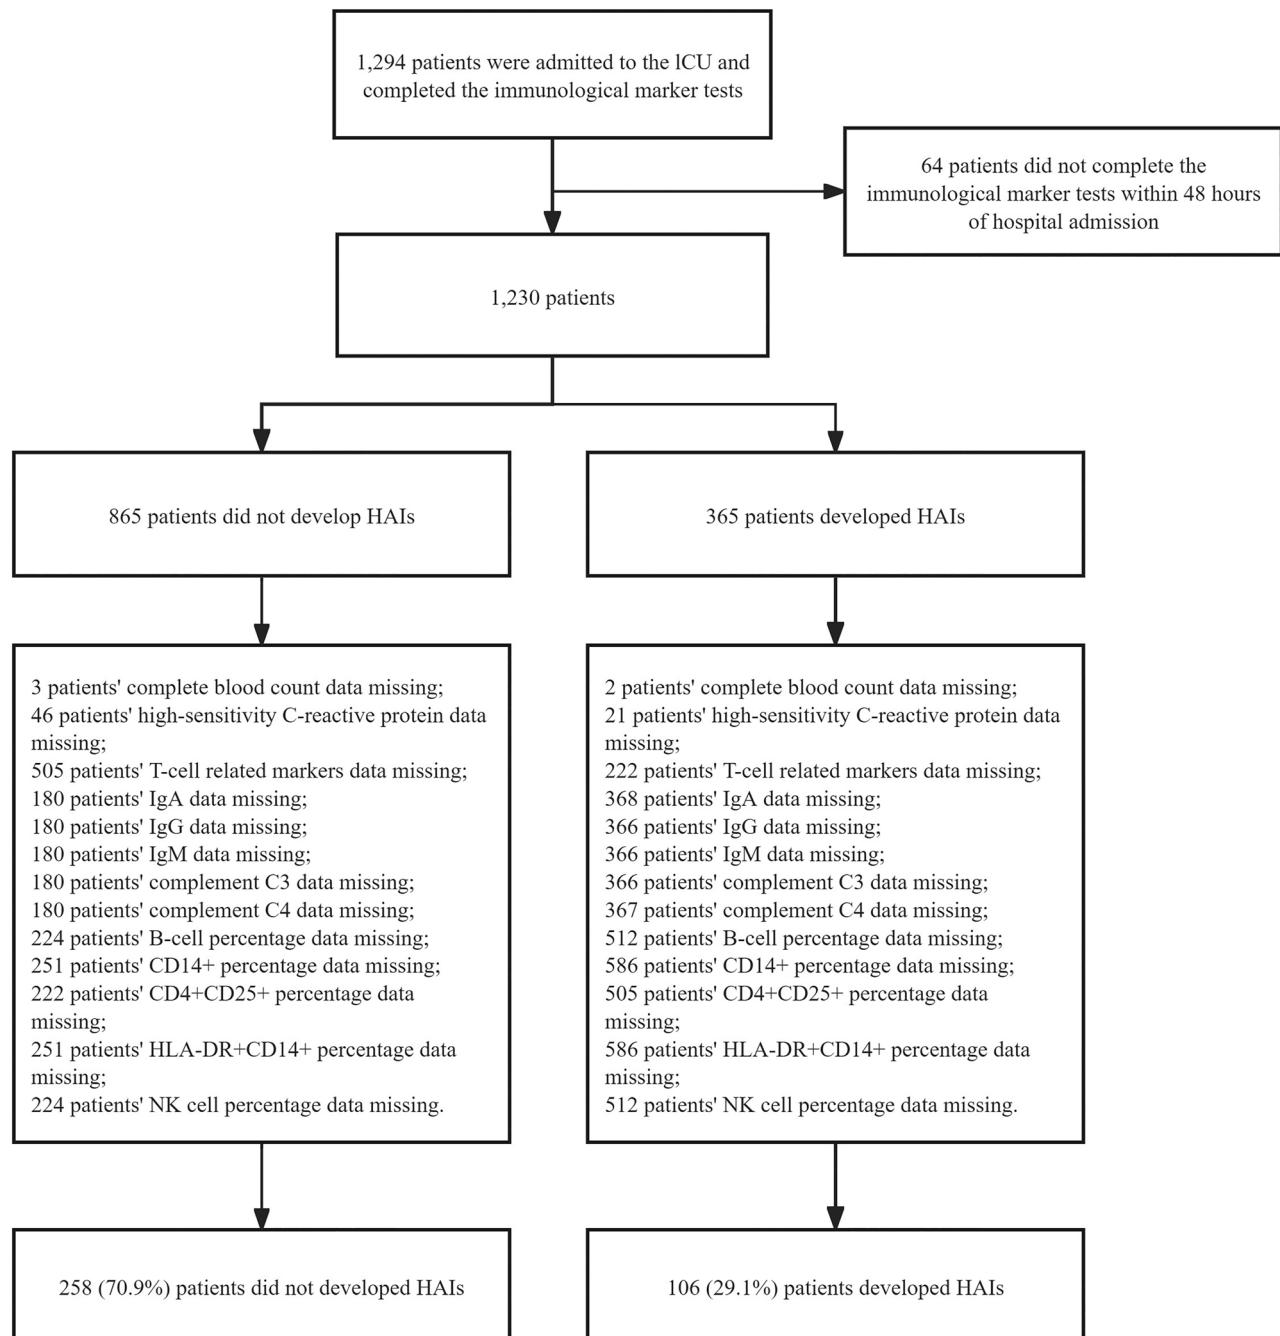 1,294 patients were admitted to the lCU and
completed the immunological marker tests
64 patients did not complete the
immunological marker tests within 48 hours
of hospital admission
1,230 patients
865 patients did not develop HAIs
365 patients developed HAIs
3 patients' complete blood count data missing;
46 patients' high-sensitivity C-reactive protein data
missing;
505 patients' T-cell related markers data missing;
180 patients' IgA data missing;
180 patients' IgG data missing;
180 patients' IgM data missing;
180 patients' complement C3 data missing;
180 patients' complement C4 data missing;
224 patients' B-cell percentage data missing;
251 patients' CD14+ percentage data missing;
222 patients' CD4+CD25+ percentage data
missing;
251 patients' HLA-DR+CD14+ percentage data
missing;
224 patients' NK cell percentage data missing.
2 patients' complete blood count data missing;
21 patients' high-sensitivity C-reactive protein data
missing;
222 patients' T-cell related markers data missing;
368 patients' IgA data missing;
366 patients' IgG data missing;
366 patients' IgM data missing;
366 patients' complement C3 data missing;
367 patients' complement C4 data missing;
512 patients' B-cell percentage data missing;
586 patients' CD14+ percentage data missing;
505 patients' CD4+CD25+ percentage data
missing;
586 patients' HLA-DR+CD14+ percentage data
missing;
512 patients' NK cell percentage data missing.
258 (70.9%) patients did not developed HAIs
106 (29.1%) patients developed HAIs